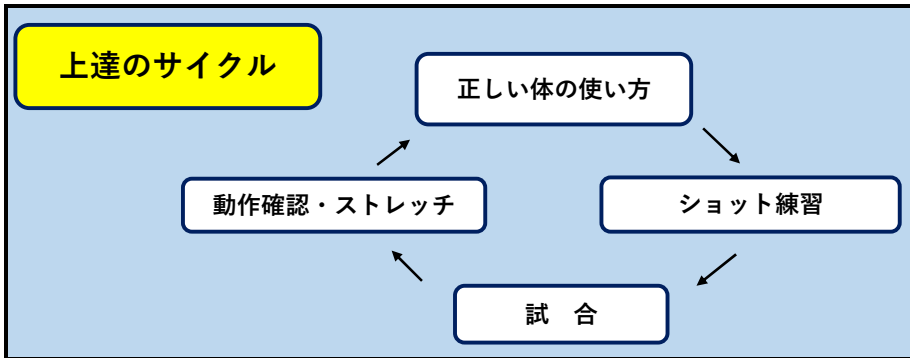 上達のサイクル
正しい体の使い方
動作確認・ストレッチ
ショット練習
試　合